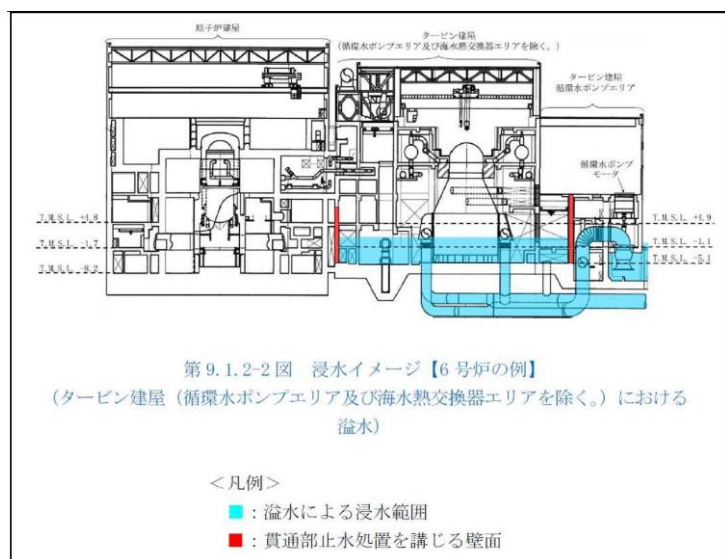 原子炉建屋
タービン建屋
(循環水ポンプエリア及び海水熱交換器エリアを除く。)
タービン建屋
循環水ポンプエリア
循環水ポンプ
モータ
T.M.S.L. +4.8
T.M.S.L. -1.7
T.M.S.L. -8.2
T.M.S.L. +4.9
T.M.S.L. -1.1
T.M.S.L. -5.1
第9.1.2-2図 浸水イメージ【6号炉の例】
(タービン建屋(循環水ポンプエリア及び海水熱交換器エリアを除く。)における
溢水)
<凡例>
■:溢水による浸水範囲
■:貫通部止水処置を講じる壁面